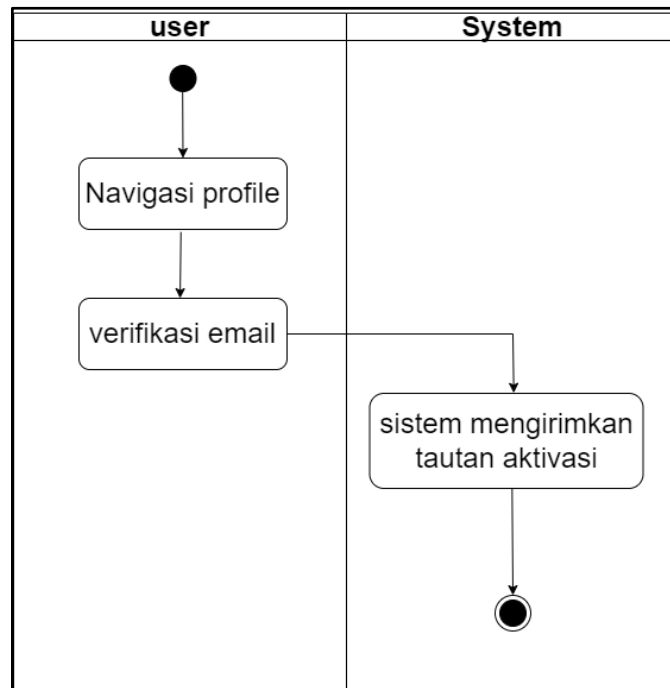 user
System
Navigasi profile
verifikasi email
sistem mengirimkan
tautan aktivasi